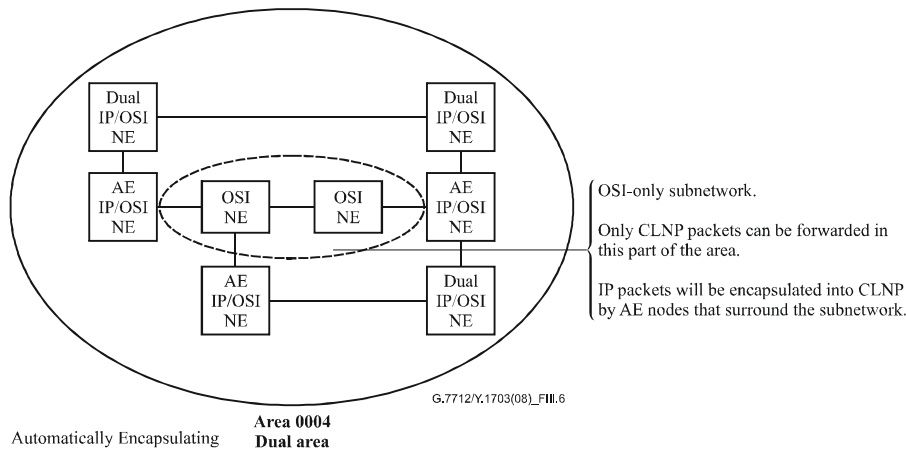 Dual
IP/OSI
NE
Dual
IP/OSI
NE
AE
IP/OSI
NE
OSI
NE
OSI
NE
AE
IP/OSI
NE
AE
IP/OSI
NE
Dual
IP/OSI
NE
OSI-only subnetwork.
Only CLNP packets can be forwarded in
this part of the area.
IP packets will be encapsulated into CLNP
by AE nodes that surround the subnetwork.
G.7712/Y.1703(08)_FIII.6
Area 0004
Dual area
Automatically Encapsulating